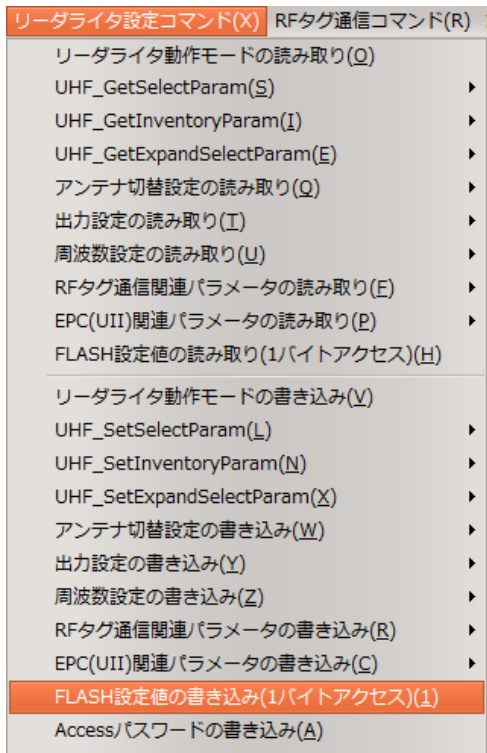 リーダライタ設定コマンド(X) RFタグ通信コマンド(R)
リーダライタ動作モードの読み取り(O)
UHF_GetSelectParam(S)
UHF_GetInventoryParam(I)
UHF_GetExpandSelectParam(E)
アンテナ切替設定の読み取り(Q)
出力設定の読み取り(T)
周波数設定の読み取り(U)
RFタグ通信関連パラメータの読み取り(F)
EPC(UII)関連パラメータの読み取り(P)
FLASH設定値の読み取り(1バイトアクセス)(H)
リーダライタ動作モードの書き込み(V)
UHF_SetSelectParam(L)
UHF_SetInventoryParam(N)
UHF_SetExpandSelectParam(X)
アンテナ切替設定の書き込み(W)
出力設定の書き込み(Y)
周波数設定の書き込み(Z)
RFタグ通信関連パラメータの書き込み(R)
EPC(UII)関連パラメータの書き込み(C)
FLASH設定値の書き込み(1バイトアクセス)(1)
Accessパスワードの書き込み(A)